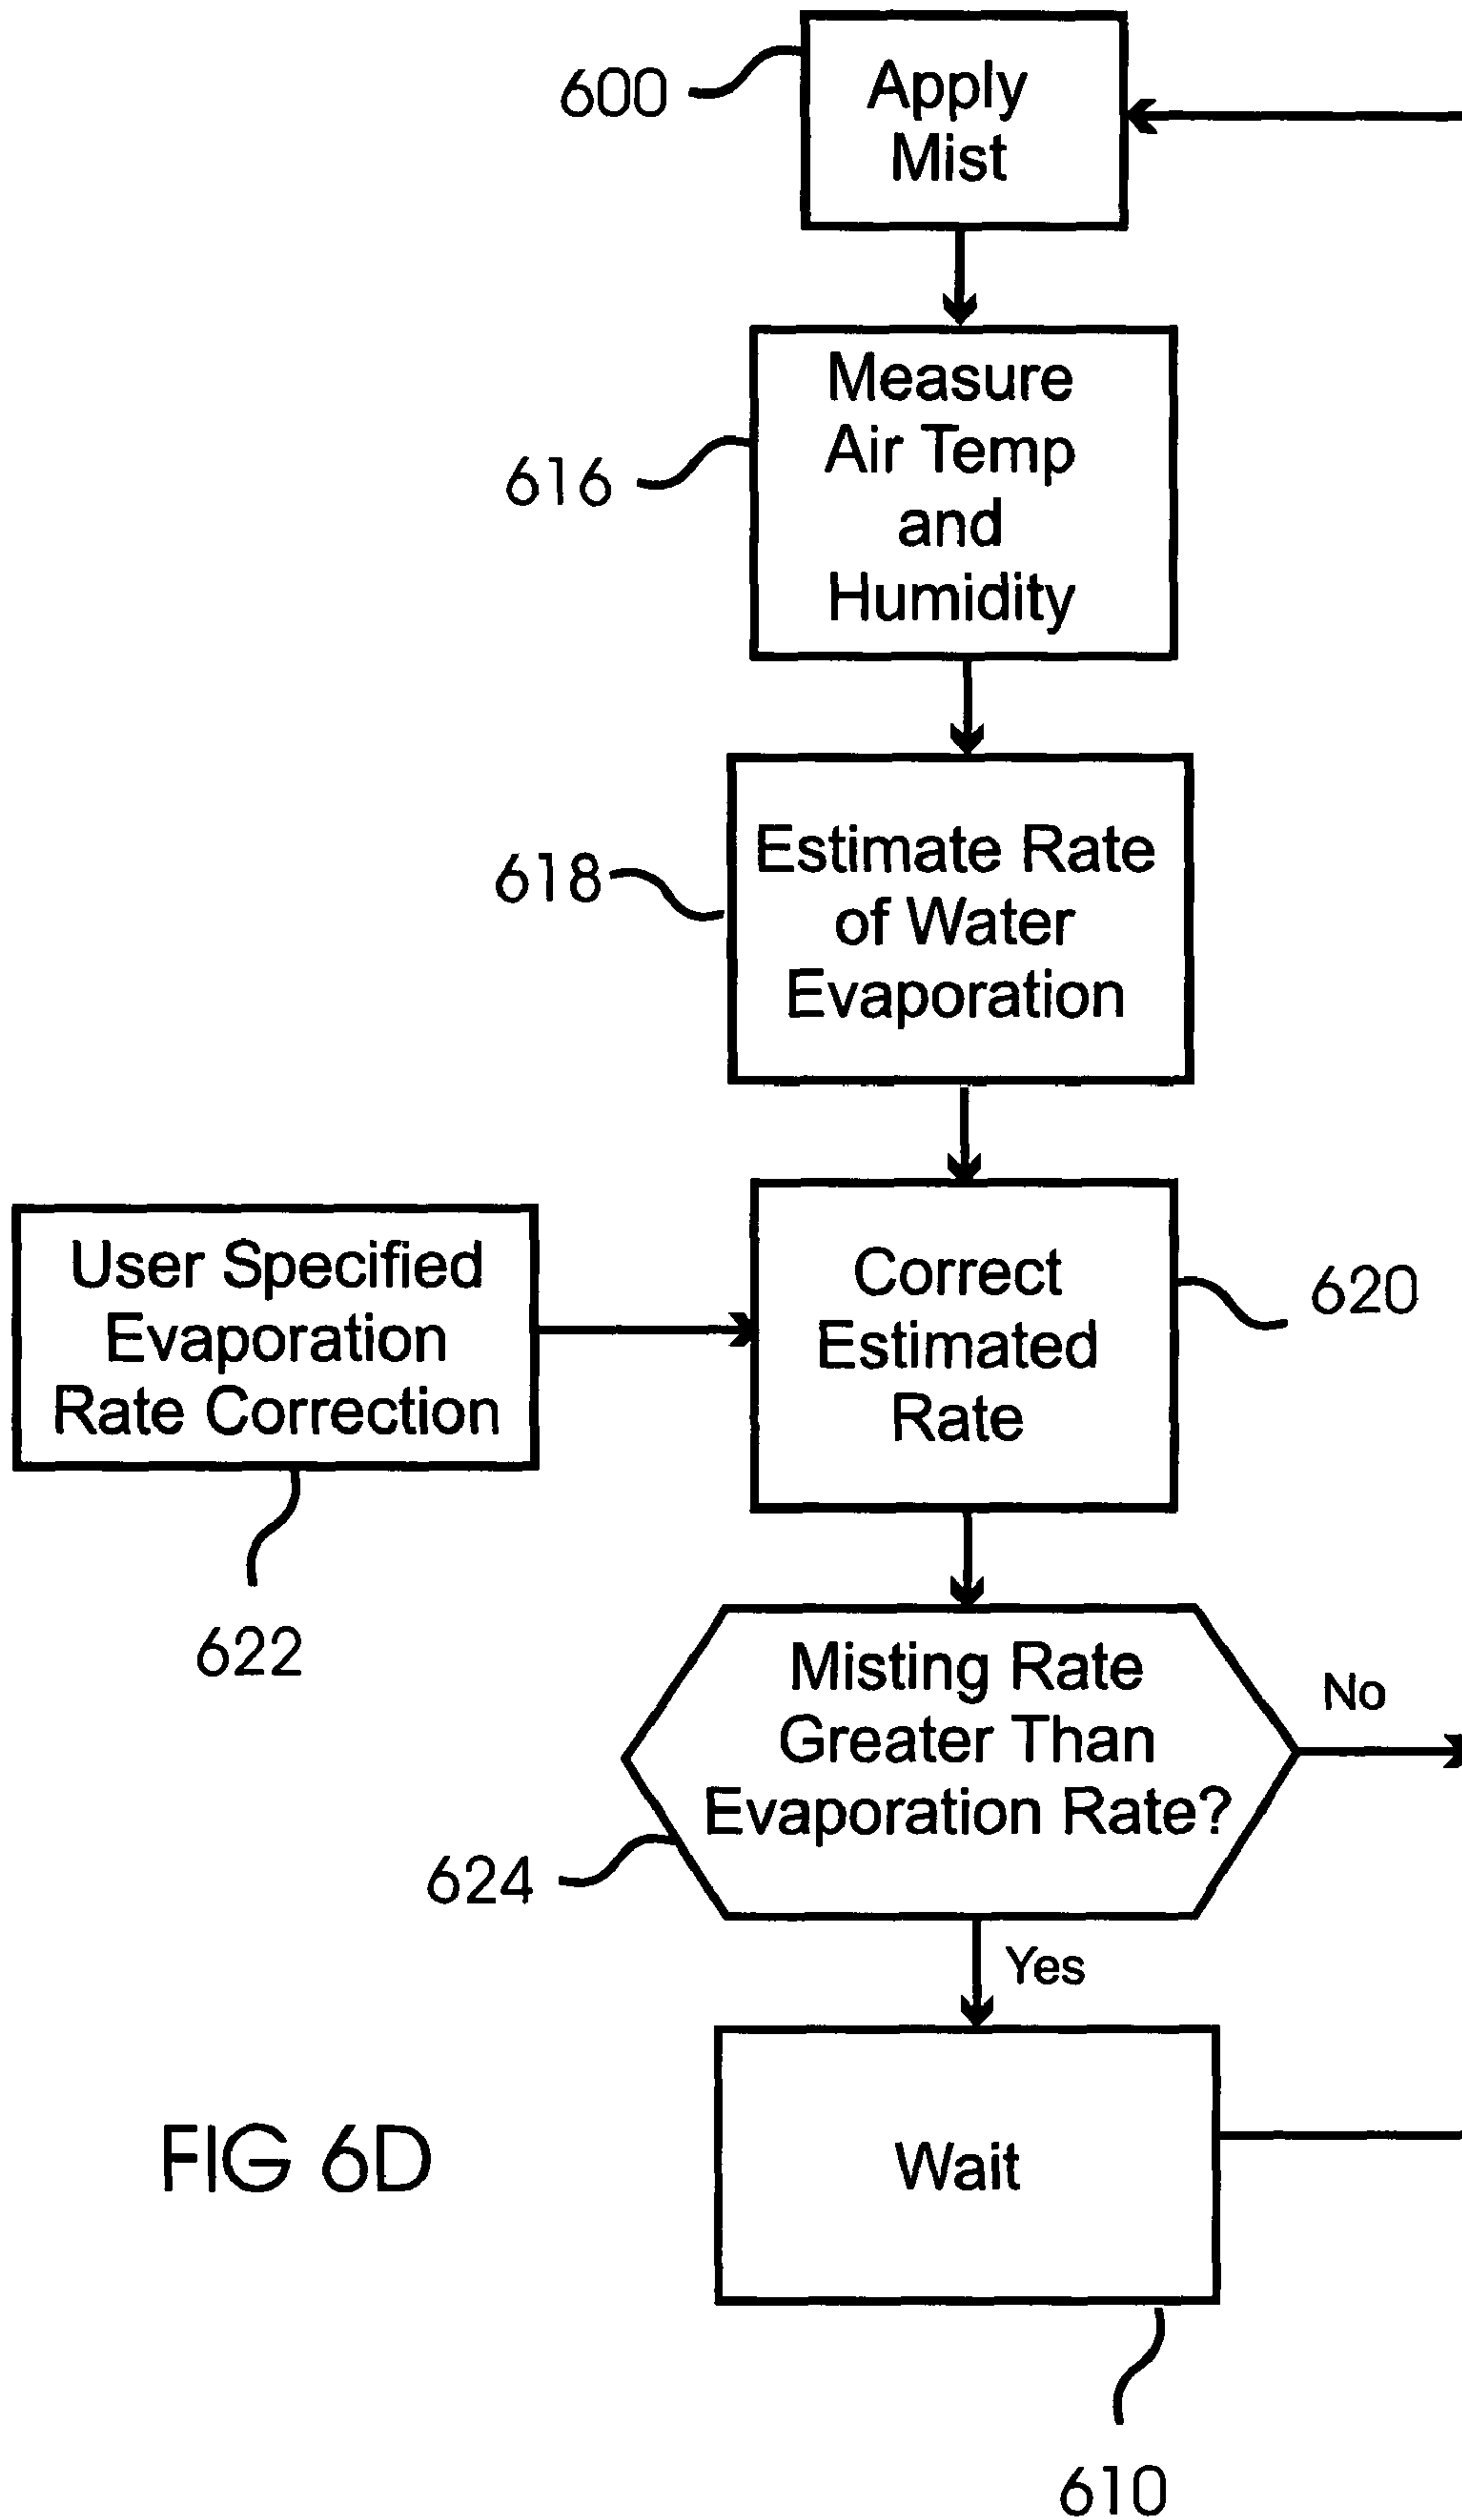 600
Apply
Mist
616
Measure
Air Temp
and
Humidity
618
Estimate Rate
of Water
Evaporation
User Specified
Evaporation
Rate Correction
622
Correct
Estimated
Rate
620
Misting Rate
Greater Than
Evaporation Rate?
No
624
Yes
Wait
FIG 6D
610